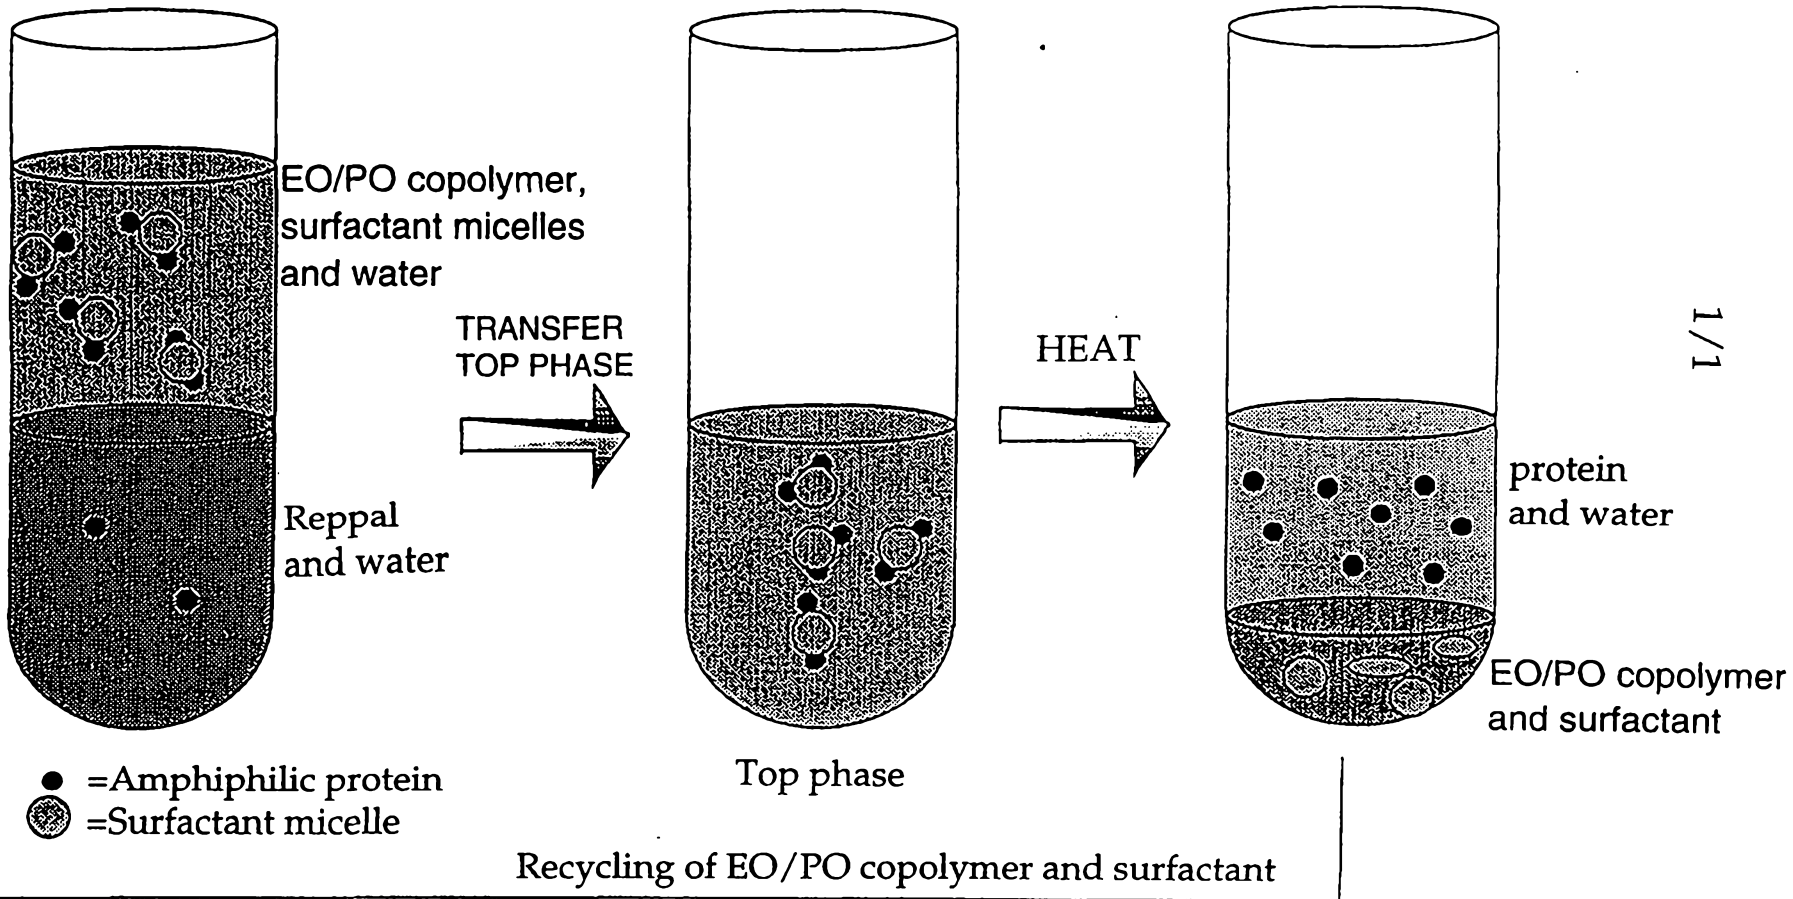 EO/PO copolymer,
surfactant micelles
and water
TRANSFER
TOP PHASE
HEAT
Reppal
and water
protein
and water
EO/PO copolymer
and surfactant
1/1
=Amphiphilic protein
=Surfactant micelle
Top phase
Recycling of EO/PO copolymer and surfactant